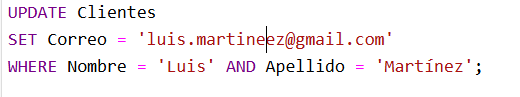 UPDATE Clientes
SET Correo = 'luis.martineez@gmail.com'
WHERE Nombre = 'Luis' AND Apellido = 'Martínez';